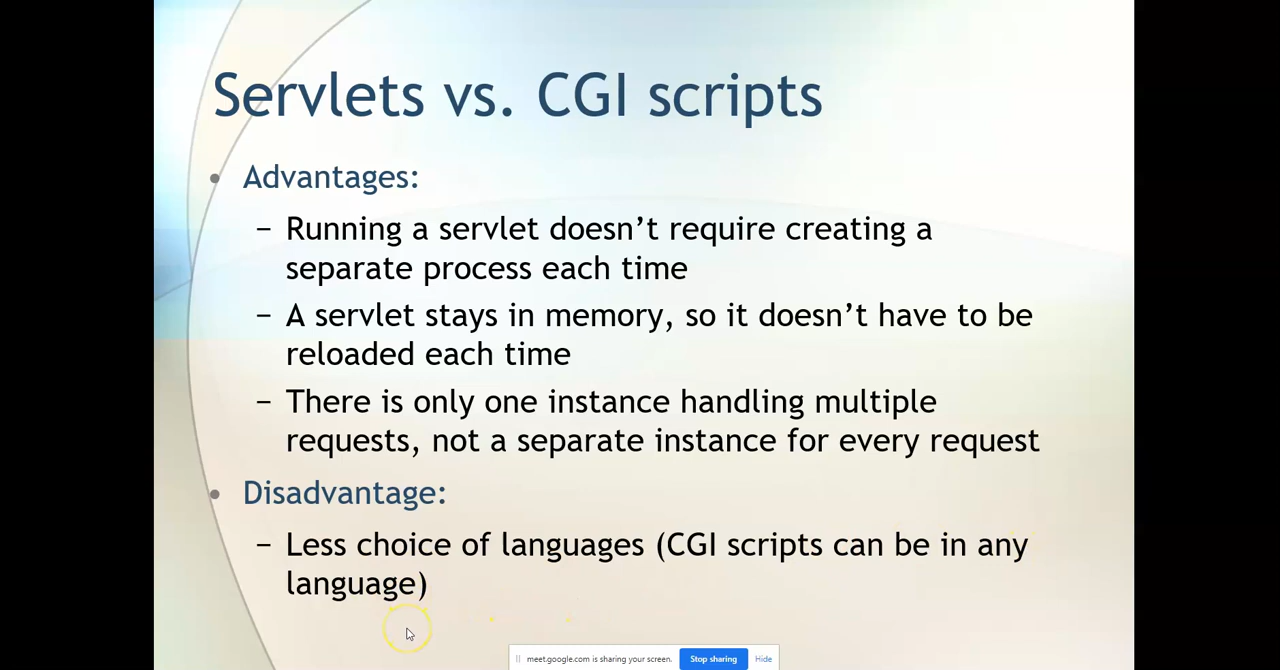 Servlets vs. CGI scripts
• Advantages:
– Running a servlet doesn’t require creating a
separate process each time
– A servlet stays in memory, so it doesn’t have to be
reloaded each time
– There is only one instance handling multiple
requests, not a separate instance for every request
• Disadvantage:
– Less choice of languages (CGI scripts can be in any
language)
meet.google.com is sharing your screen. Stop sharing Hide